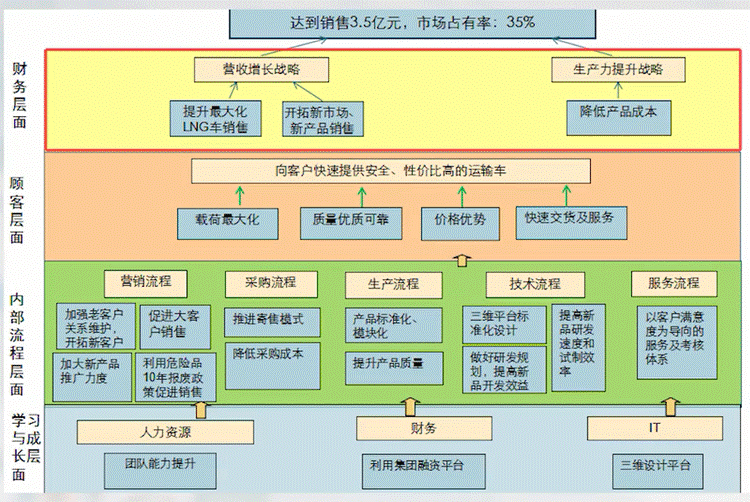 达到销售3.5亿元，市场占有率：35%
财务层面
营收增长战略
生产力提升战略
提升最大化
LNG车销售
开拓新市场、
新产品销售
降低产品成本
顾客层面
向客户快速提供安全、性价比高的运输车
载荷最大化
质量优质可靠
价格优势
快速交货及服务
内部流程层面
营销流程
采购流程
生产流程
技术流程
服务流程
加强老客户
关系维护，
开拓新客户
促进大客
户销售
加大新产品
推广力度
利用危险品
10年报废政
策促进销售
推进寄售模式
降低采购成本
产品标准化、
模块化
提升产品质量
三维平台标
准化设计
做好研发规
划，提高新
品开发效益
提高新
品研发
速度和
试制效
率
以客户满意
度为导向的
服务及考核
体系
学习
与成
长层
面
人力资源
财务
IT
团队能力提升
利用集团融资平台
三维设计平台